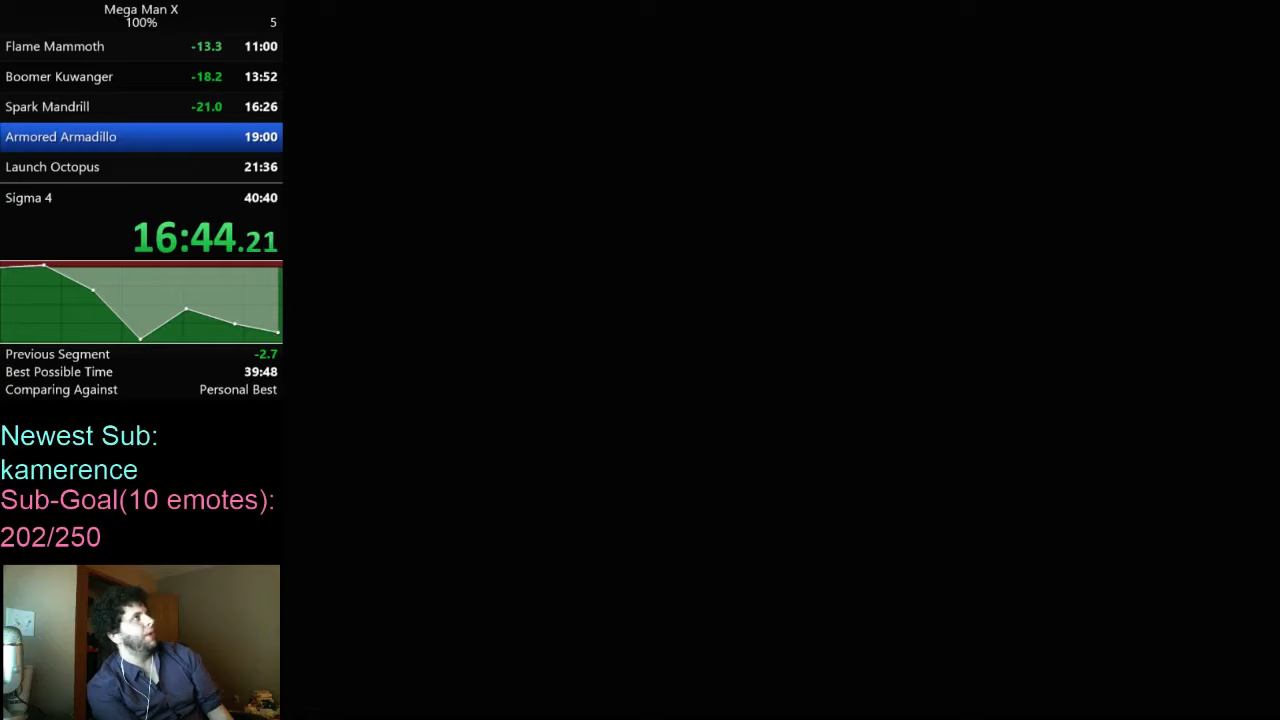 Mega Man X
100%
5
Flame Mammoth -13.3 11:00
Boomer Kuwanger -18.2 13:52
Spark Mandrill -21.0 16:26
Armored Armadillo 19:00
Launch Octopus 21:36
Sigma 4 40:40
16:44.21
Previous Segment -2.7
Best Possible Time 39:48
Comparing Against Personal Best
Newest Sub:
kamerence
Sub-Goal(10 emotes):
202/250